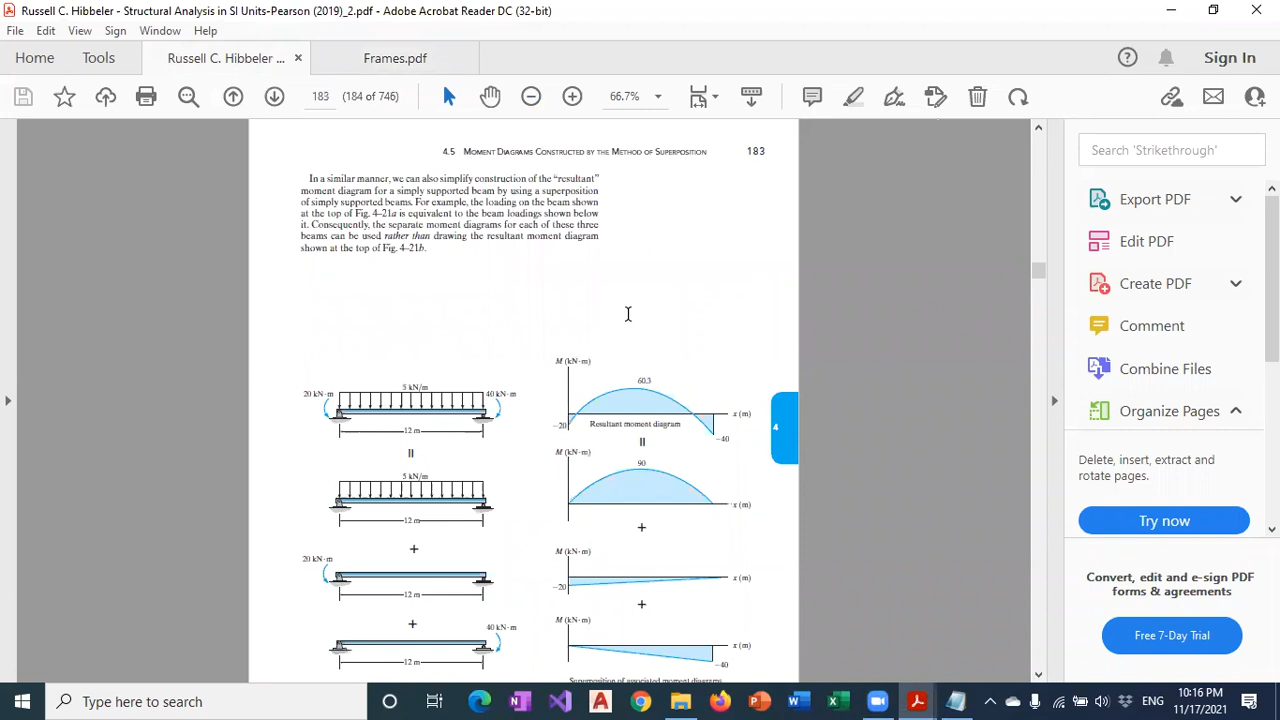 Russell C. Hibbeler - Structural Analysis in SI Units-Pearson (2019)_2.pdf - Adobe Acrobat Reader DC (32-bit)
File Edit View Sign Window Help
Home Tools Russell C. Hibbeler ... × Frames.pdf Sign In
183 (184 of 746) 66.7%
4.5 MOMENT DIAGRAMS CONSTRUCTED BY THE METHOD OF SUPERPOSITION 183
In a similar manner, we can also simplify construction of the “resultant”
moment diagram for a simply supported beam by using a superposition
of simply supported beams. For example, the loading on the beam shown
at the top of Fig. 4–21a is equivalent to the beam loadings shown below
it. Consequently, the separate moment diagrams for each of these three
beams can be used rather than drawing the resultant moment diagram
shown at the top of Fig. 4–21b.
5 kN/m
20 kN·m
40 kN·m
12 m
=
5 kN/m
12 m
+
20 kN·m
12 m
+
40 kN·m
12 m
M (kN·m)
60.3
x (m)
−20
Resultant moment diagram
−40
=
M (kN·m)
90
x (m)
+
M (kN·m)
x (m)
−20
+
M (kN·m)
x (m)
−40
Superposition of associated moment diagrams
4
Search 'Strikethrough'
Export PDF
Edit PDF
Create PDF
Comment
Combine Files
Organize Pages
Delete, insert, extract and
rotate pages.
Try now
Convert, edit and e-sign PDF
forms & agreements
Free 7-Day Trial
Type here to search
ENG
10:16 PM
11/17/2021